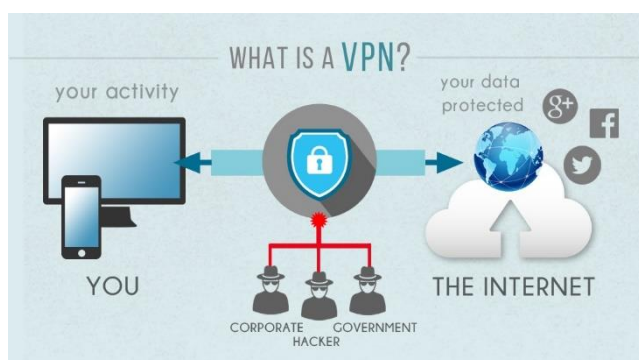 WHAT IS A VPN?
your activity
your data
protected
g+
f
YOU
THE INTERNET
CORPORATE
HACKER
GOVERNMENT